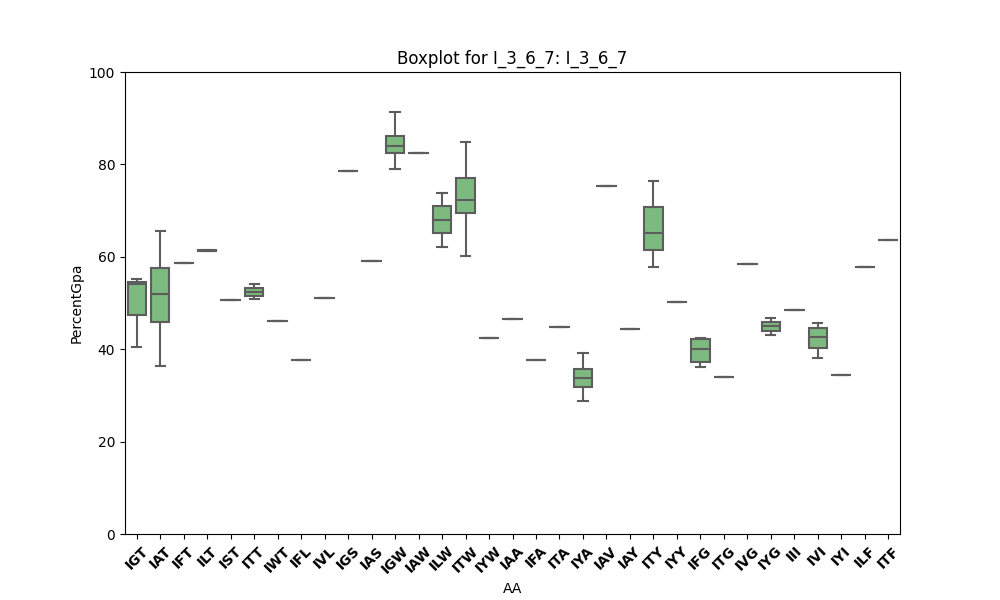 Boxplot for I_3_6_7: I_3_6_7
PercentGpa
100
80
60
40
20
0
IGT IAT IFT ILT IST ITT IWT IFL IVL IGS IAS IGW IAW ILW ITW IYW IAA IFA ITA IYA IAV IAY ITY IYY IFG ITG IVG IYG III IVI IYI ILF ITF
AA